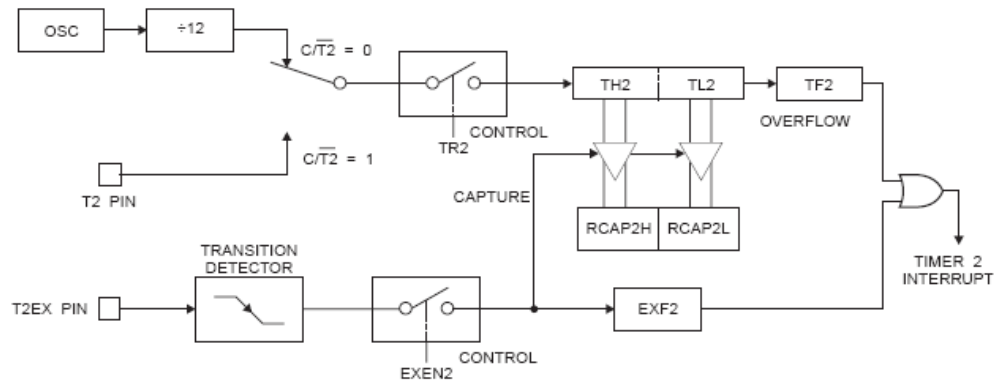 OSC
÷12
C/T2̅ = 0
TH2
TL2
TF2
OVERFLOW
CONTROL
TR2
C/T2̅ = 1
T2 PIN
CAPTURE
RCAP2H
RCAP2L
TRANSITION
DETECTOR
TIMER 2
INTERRUPT
T2EX PIN
EXF2
CONTROL
EXEN2